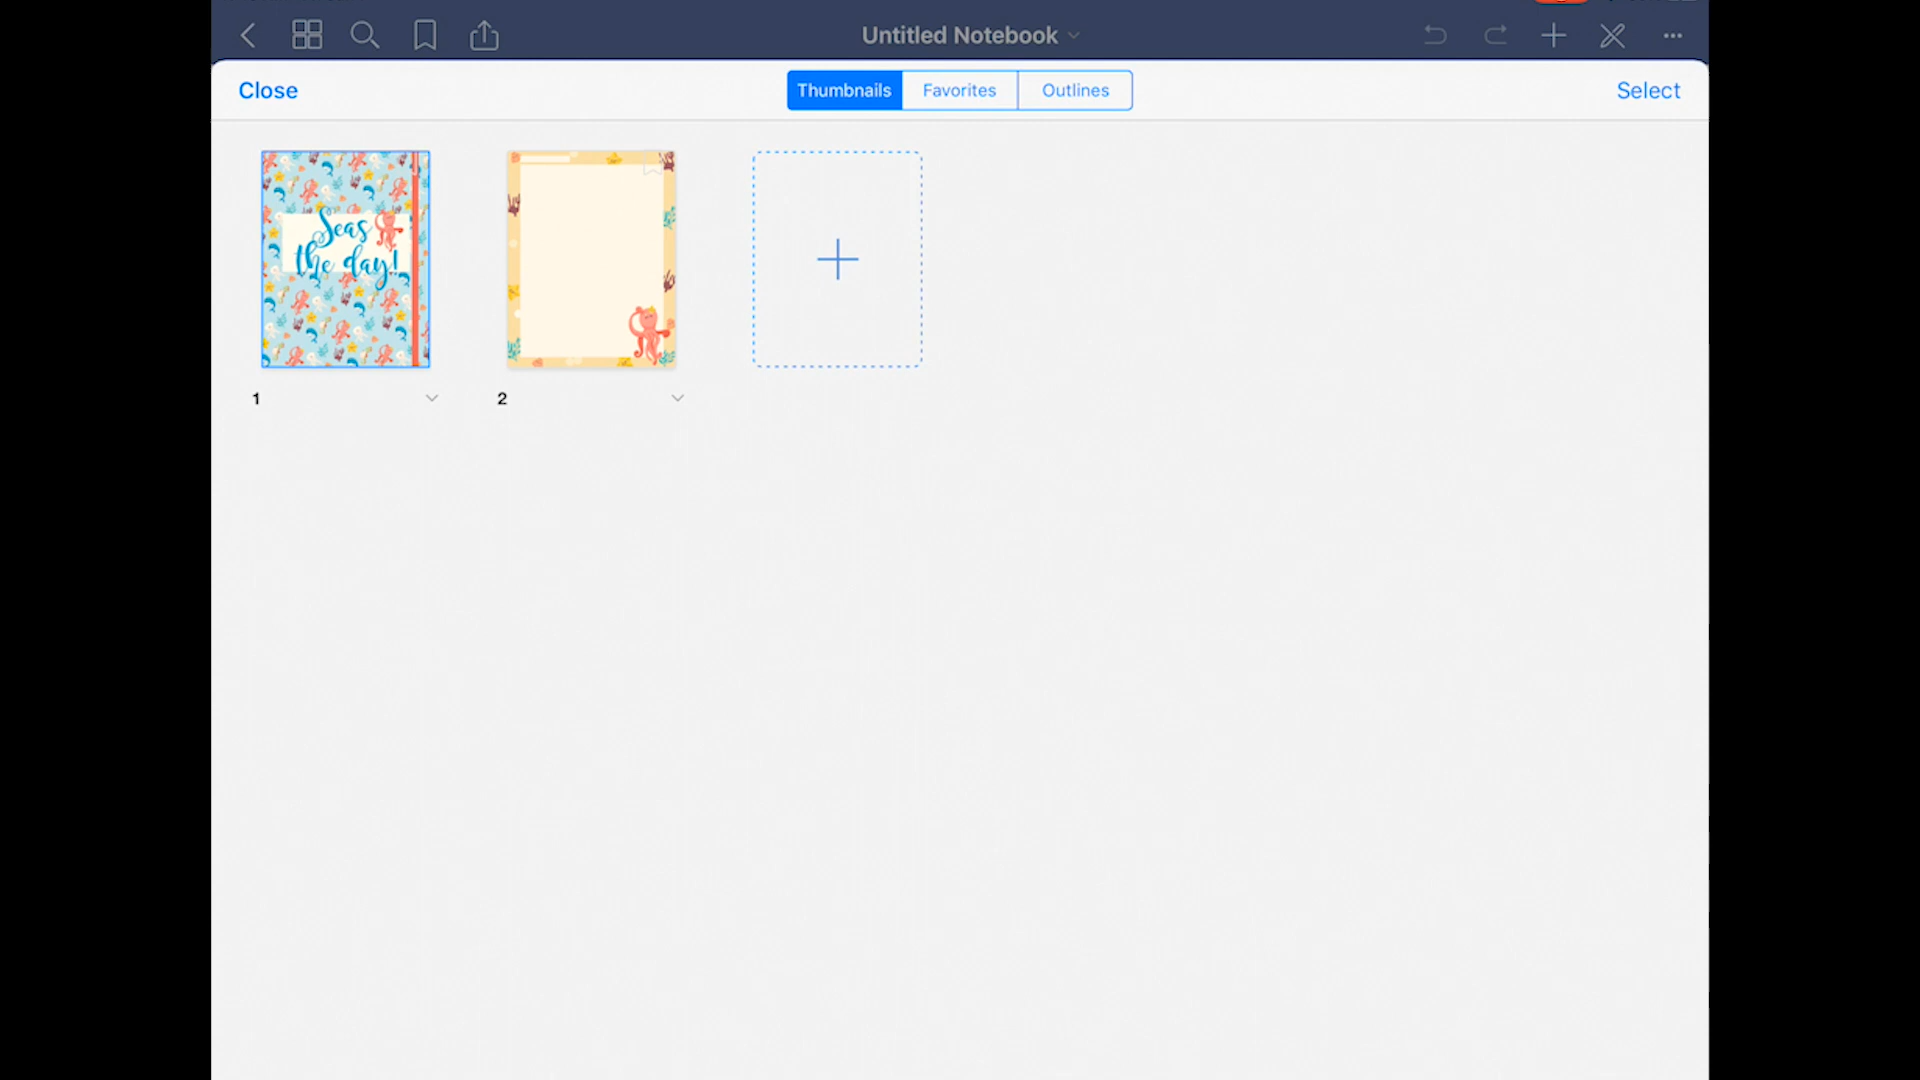 Untitled Notebook
Close
Thumbnails
Favorites
Outlines
Select
Seas
the day!
1
2